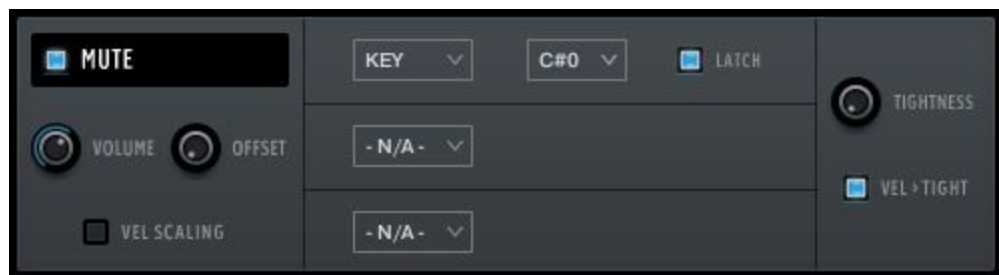 MUTE
KEY
C#0
LATCH
TIGHTNESS
VOLUME
OFFSET
- N/A -
VEL>TIGHT
VEL SCALING
- N/A -